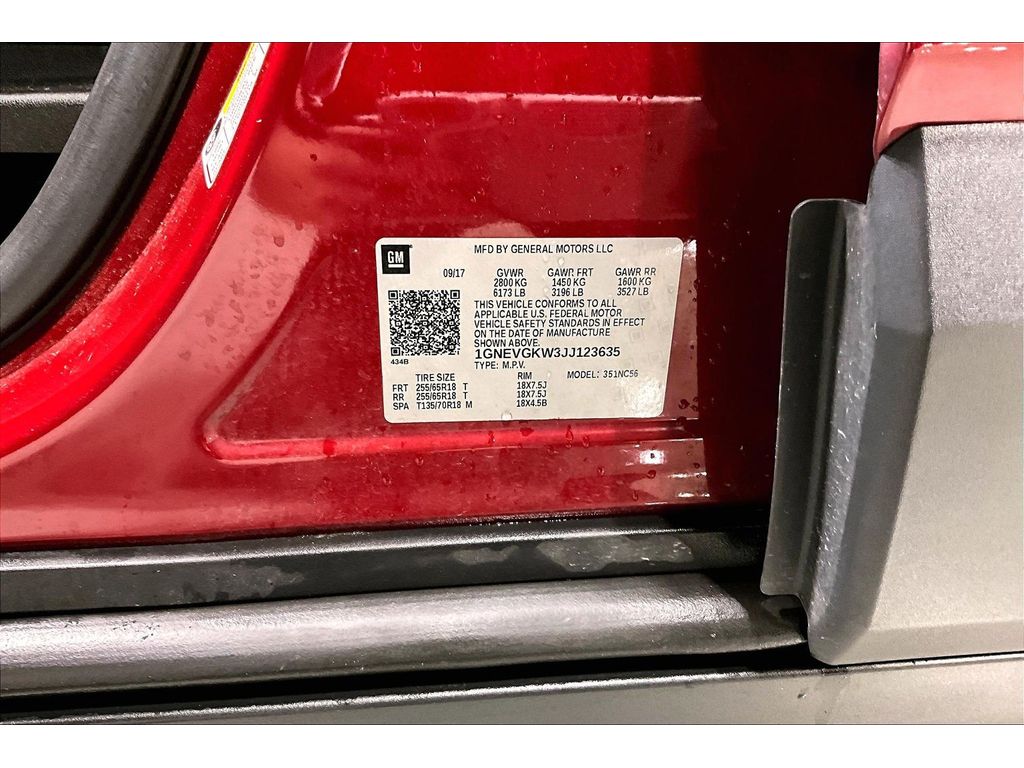 GM
MFD BY GENERAL MOTORS LLC
09/17 GVWR GAWR FRT GAWR RR
2800 KG 1450 KG 1600 KG
6173 LB 3196 LB 3527 LB
THIS VEHICLE CONFORMS TO ALL
APPLICABLE U.S. FEDERAL MOTOR
VEHICLE SAFETY STANDARDS IN EFFECT
ON THE DATE OF MANUFACTURE
SHOWN ABOVE.
1GNEVGKW3JJ123635
434B
TYPE: M.P.V. MODEL: 351NC56
TIRE SIZE RIM
FRT 255/65R18 T 18X7.5J
RR 255/65R18 T 18X7.5J
SPA T135/70R18 M 18X4.5B